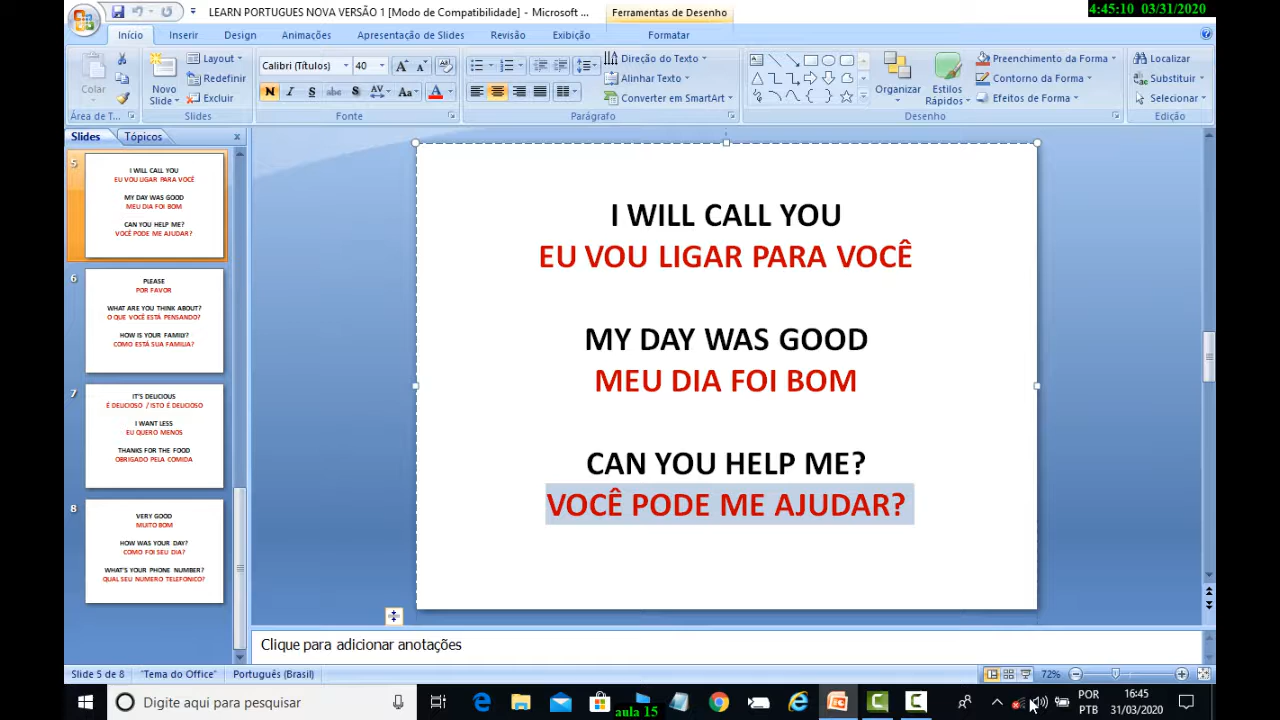 LEARN PORTUGUES NOVA VERSÃO 1 [Modo de Compatibilidade] - Microsoft ...
Ferramentas de Desenho
4:45:10 03/31/2020
Início
Inserir
Design
Animações
Apresentação de Slides
Revisão
Exibição
Formatar
Colar
Área de T...
Novo
Slide
Layout
Redefinir
Excluir
Slides
Calibri (Títulos)
40
N I S abc S AV Aa A
Fonte
Direção do Texto
Alinhar Texto
Converter em SmartArt
Parágrafo
Organizar
Estilos
Rápidos
Preenchimento da Forma
Contorno da Forma
Efeitos de Forma
Desenho
Localizar
Substituir
Selecionar
Edição
Slides
Tópicos
5
I WILL CALL YOU
EU VOU LIGAR PARA VOCÊ
MY DAY WAS GOOD
MEU DIA FOI BOM
CAN YOU HELP ME?
VOCÊ PODE ME AJUDAR?
6
PLEASE
POR FAVOR
WHAT ARE YOU THINK ABOUT?
O QUE VOCÊ ESTÁ PENSANDO?
HOW IS YOUR FAMILY?
COMO ESTÁ SUA FAMILIA?
7
IT'S DELICIOUS
É DELICIOSO / ISTO É DELICIOSO
I WANT LESS
EU QUERO MENOS
THANKS FOR THE FOOD
OBRIGADO PELA COMIDA
8
VERY GOOD
MUITO BOM
HOW WAS YOUR DAY?
COMO FOI SEU DIA?
WHAT'S YOUR PHONE NUMBER?
QUAL SEU NUMERO TELEFONICO?
I WILL CALL YOU
EU VOU LIGAR PARA VOCÊ
MY DAY WAS GOOD
MEU DIA FOI BOM
CAN YOU HELP ME?
VOCÊ PODE ME AJUDAR?
Clique para adicionar anotações
Slide 5 de 8
"Tema do Office"
Português (Brasil)
72%
Digite aqui para pesquisar
aula 15
POR
PTB
16:45
31/03/2020